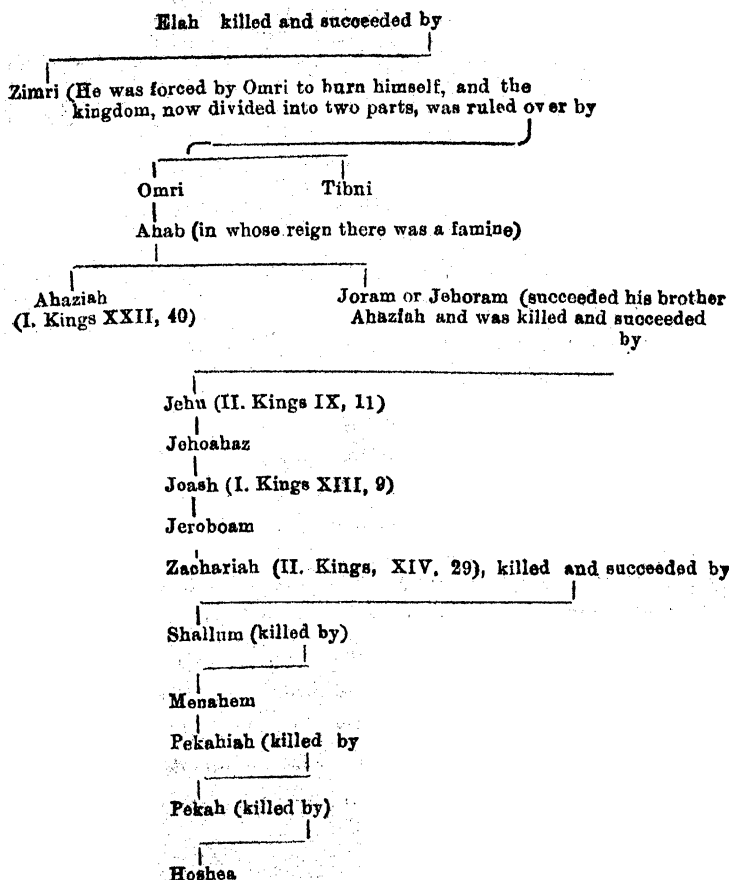 Elah killed and succeeded by
Zimri (He was forced by Omri to burn himself, and the
kingdom, now divided into two parts, was ruled over by
Omri Tibni
Ahab (in whose reign there was a famine)
Ahaziah Joram or Jehoram (succeeded his brother
(I. Kings XXII, 40) Ahaziah and was killed and succeeded
by
Jehu (II. Kings IX, 11)
Jehoahaz
Joash (I. Kings XIII, 9)
Jeroboam
Zachariah (II. Kings, XIV, 29), killed and succeeded by
Shallum (killed by)
Menahem
Pekahiah (killed by
Pekah (killed by)
Hoshea